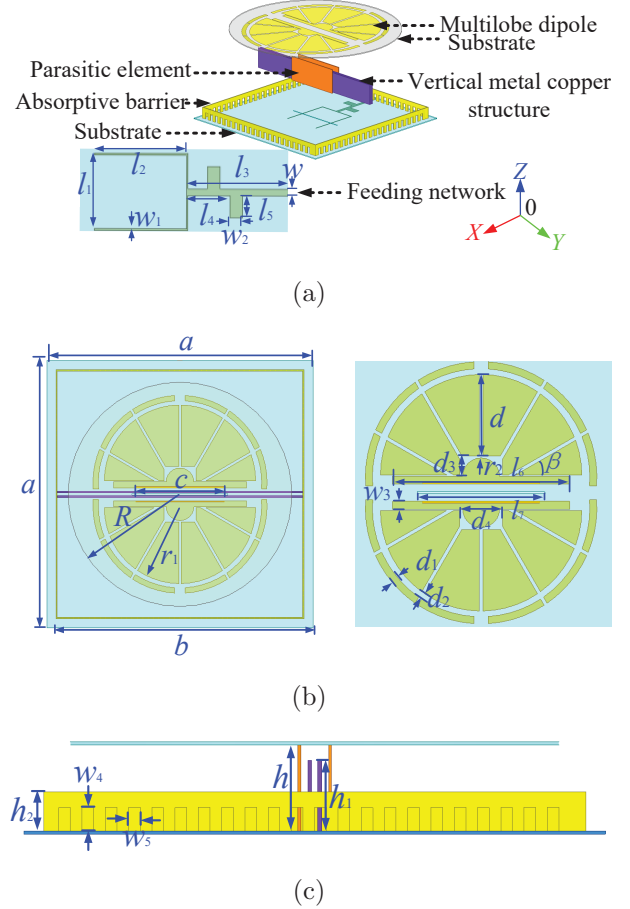 Multilobe dipole
Substrate
Parasitic element
Vertical metal copper
structure
Absorptive barrier
Substrate
l2
l3
w
l1
Feeding network
l4
l5
w1
w2
Z
0
X
Y
(a)
a
a
c
R
r1
b
d
d3
r2
l6
β
w3
d4
l7
d1
d2
(b)
w4
h
h1
h2
w5
(c)